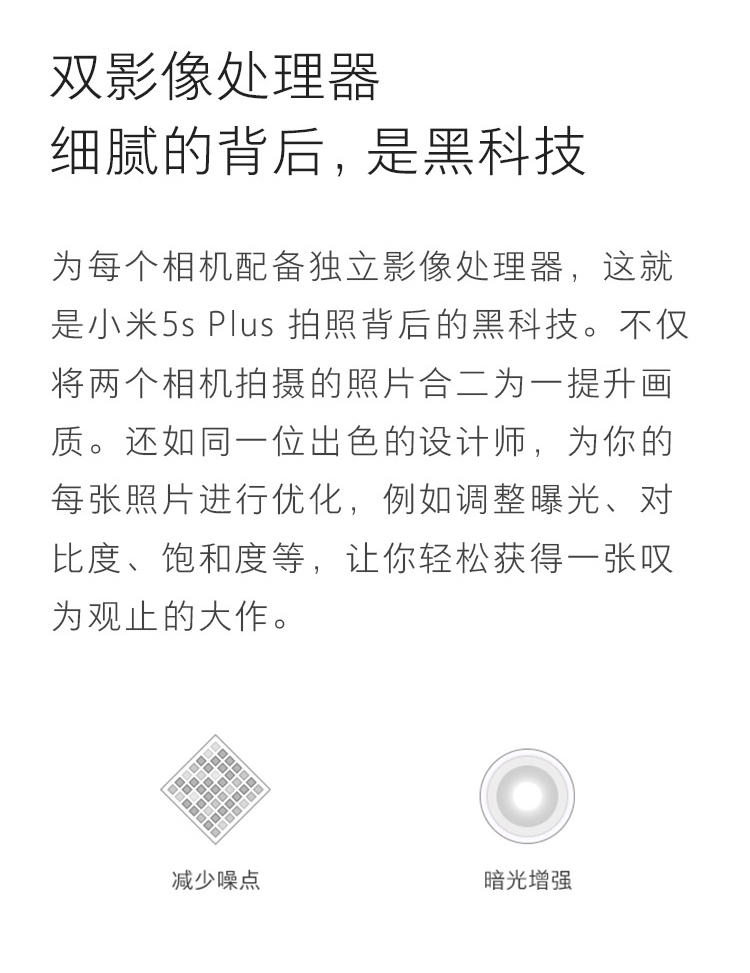 双影像处理器
细腻的背后, 是黑科技
为每个相机配备独立影像处理器，这就
是小米5s Plus 拍照背后的黑科技。不仅
将两个相机拍摄的照片合二为一提升画
质。还如同一位出色的设计师，为你的
每张照片进行优化，例如调整曝光、对
比度、饱和度等，让你轻松获得一张叹
为观止的大作。
减少噪点
暗光增强